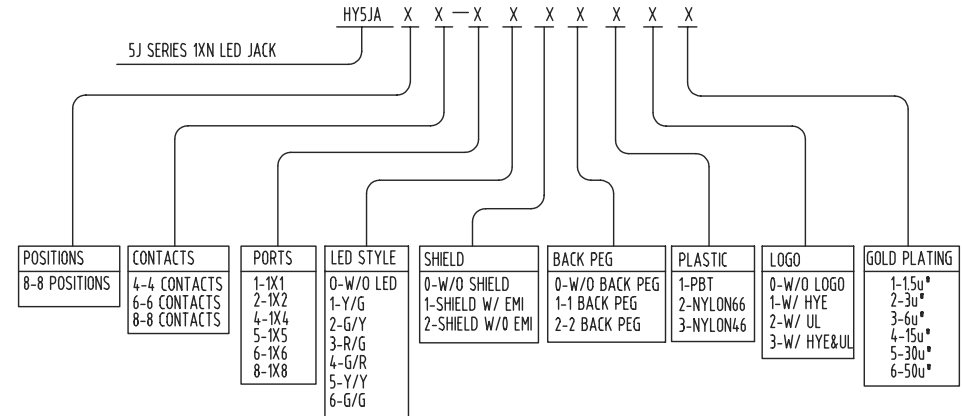 HY5JA X X-X X X X X X X
5J SERIES 1XN LED JACK
POSITIONS
8-8 POSITIONS
CONTACTS
4-4 CONTACTS
6-6 CONTACTS
8-8 CONTACTS
PORTS
1-1X1
2-1X2
4-1X4
5-1X5
6-1X6
8-1X8
LED STYLE
0-W/O LED
1-Y/G
2-G/Y
3-R/G
4-G/R
5-Y/Y
6-G/G
SHIELD
0-W/O SHIELD
1-SHIELD W/ EMI
2-SHIELD W/O EMI
BACK PEG
0-W/O BACK PEG
1-1 BACK PEG
2-2 BACK PEG
PLASTIC
1-PBT
2-NYLON66
3-NYLON46
LOGO
0-W/O LOGO
1-W/ HYE
2-W/ UL
3-W/ HYE&UL
GOLD PLATING
1-1.5u"
2-3u"
3-6u"
4-15u"
5-30u"
6-50u"